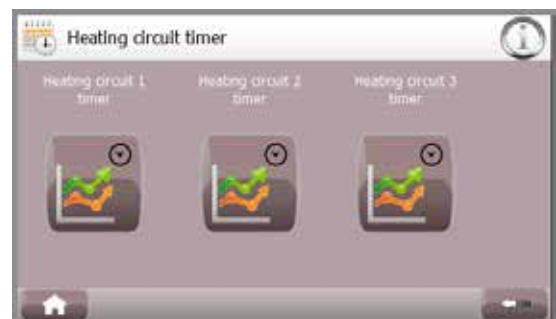 Heating circuit timer
Heating circuit 1
timer
Heating circuit 2
timer
Heating circuit 3
timer